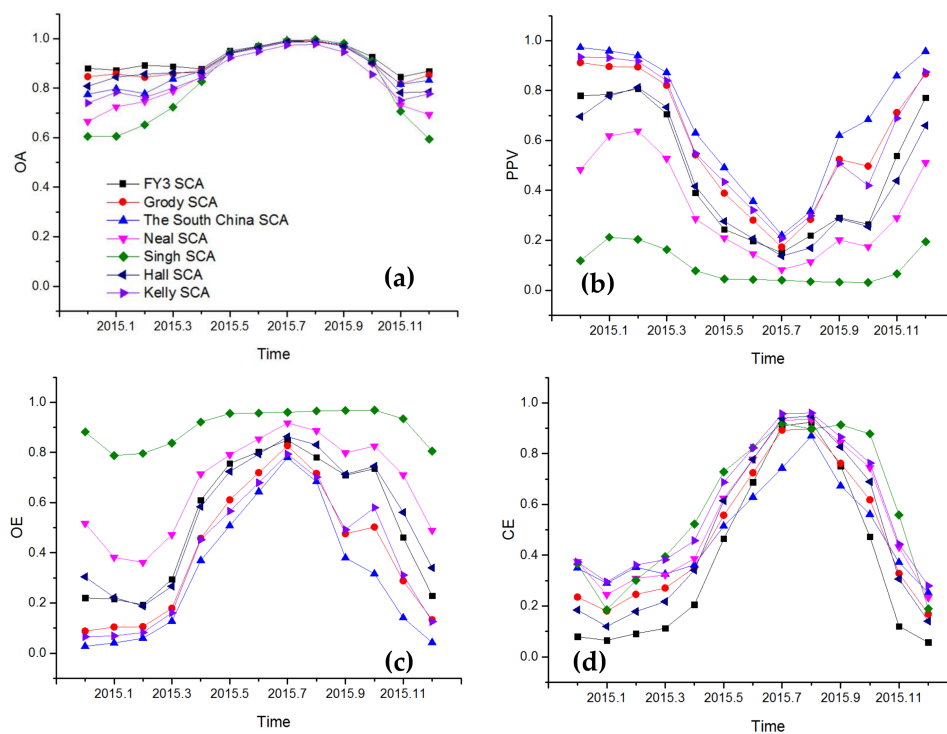 (a)
1.0
0.8
0.6
0.4
0.2
0.0
OA
FY3 SCA
Grody SCA
The South China SCA
Neal SCA
Singh SCA
Hall SCA
Kelly SCA
2015.1 2015.3 2015.5 2015.7 2015.9 2015.11
Time
(b)
1.0
0.8
0.6
0.4
0.2
0.0
PPV
2015.1 2015.3 2015.5 2015.7 2015.9 2015.11
Time
(c)
1.0
0.8
0.6
0.4
0.2
0.0
OE
2015.1 2015.3 2015.5 2015.7 2015.9 2015.11
Time
(d)
1.0
0.8
0.6
0.4
0.2
0.0
CE
2015.1 2015.3 2015.5 2015.7 2015.9 2015.11
Time